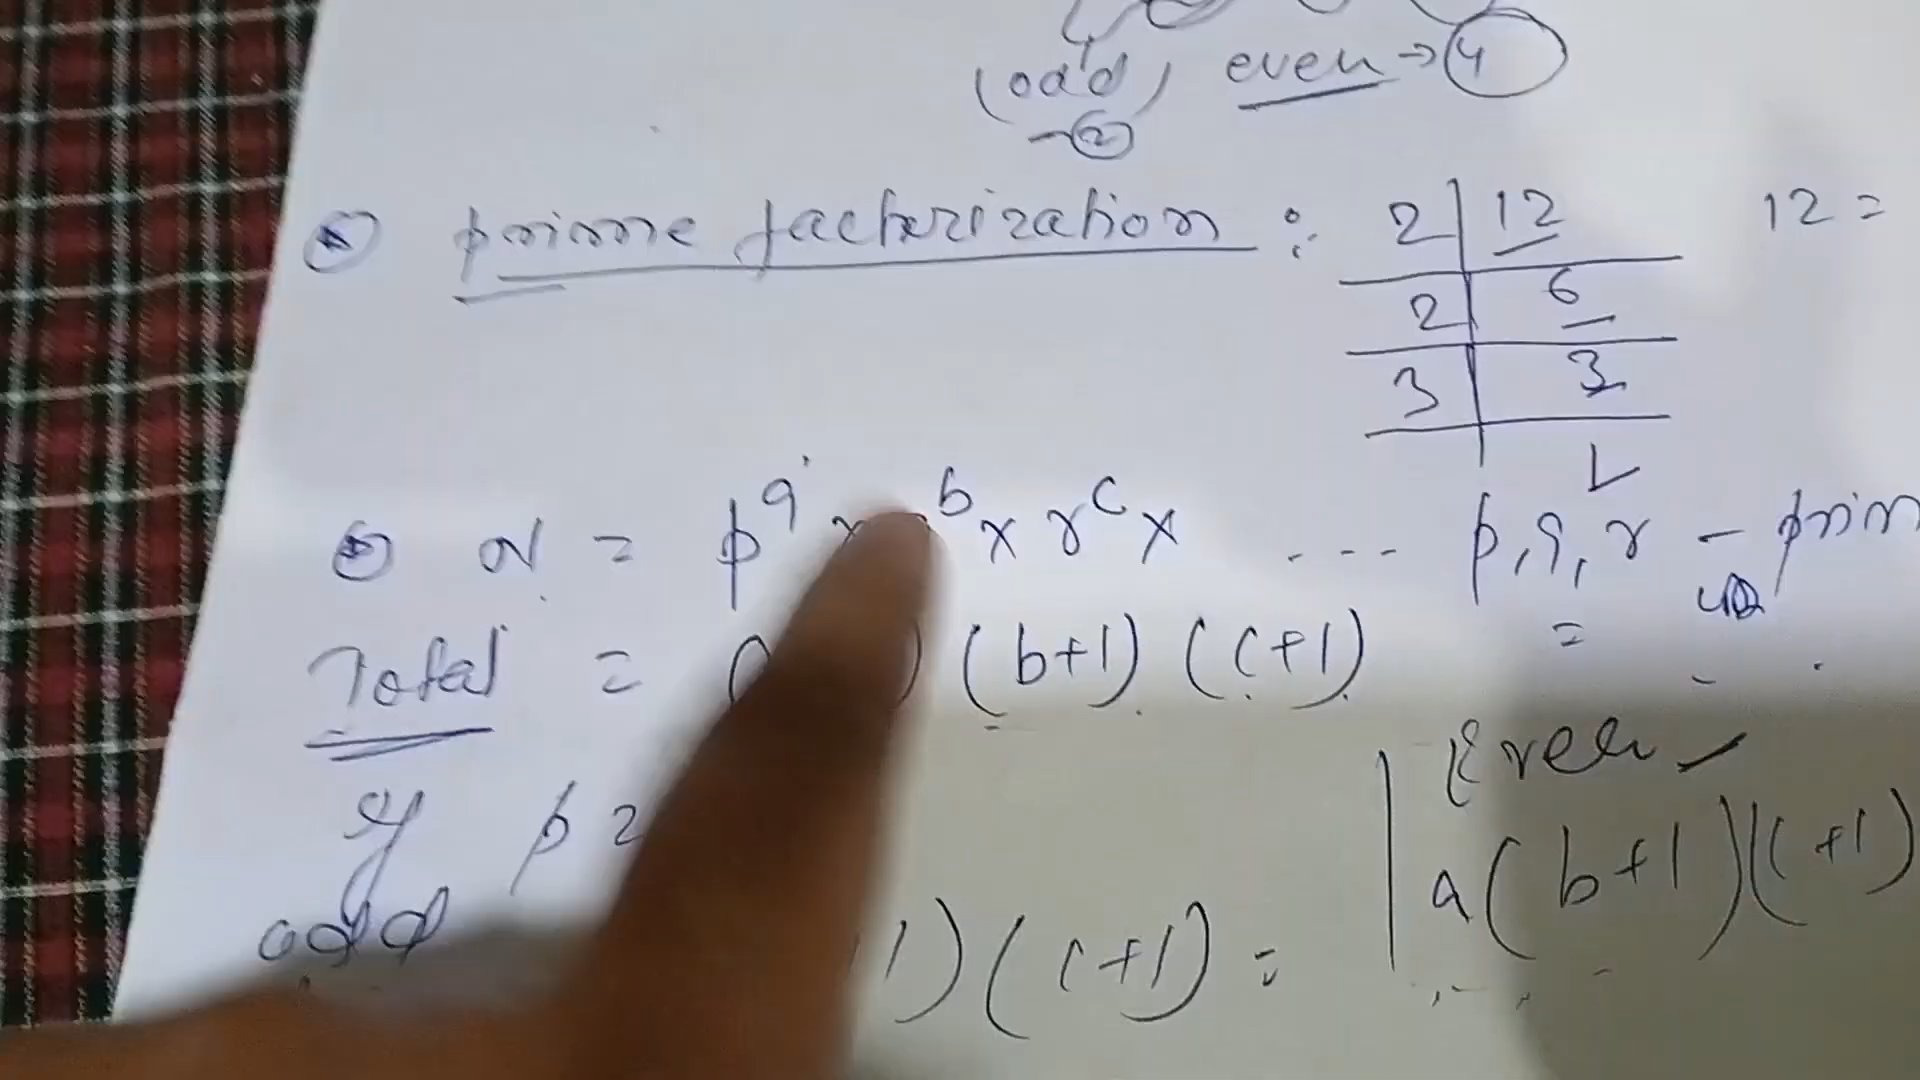 (odd) even → 4
2
prime factorization : 2 | 12 12 =
2 | 6
3 | 3
1
N = p^a x b x r^c x ---- p, q, r - prim
Total = ( ) (b+1) (c+1)
Even
If p 2
a(b+1)(c+1)
odd 1)(c+1) =